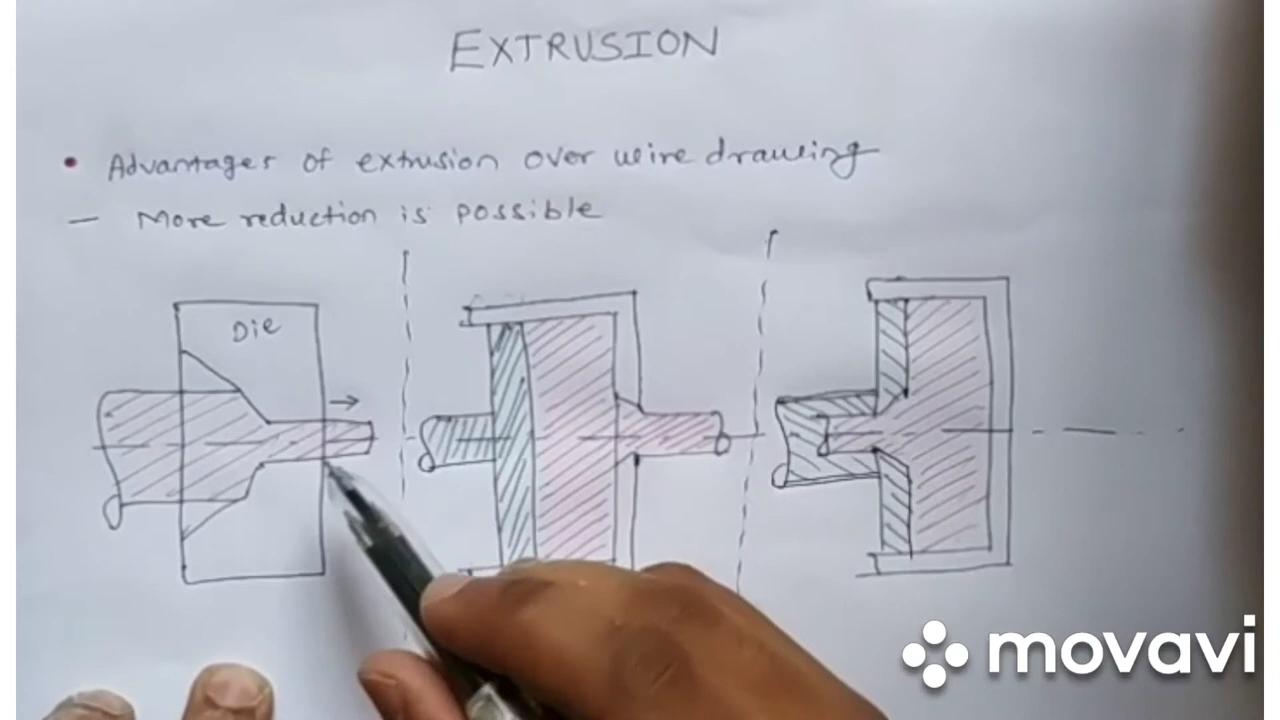 EXTRUSION
• Advantages of extrusion over wire drawing
— More reduction is possible
Die
movavi